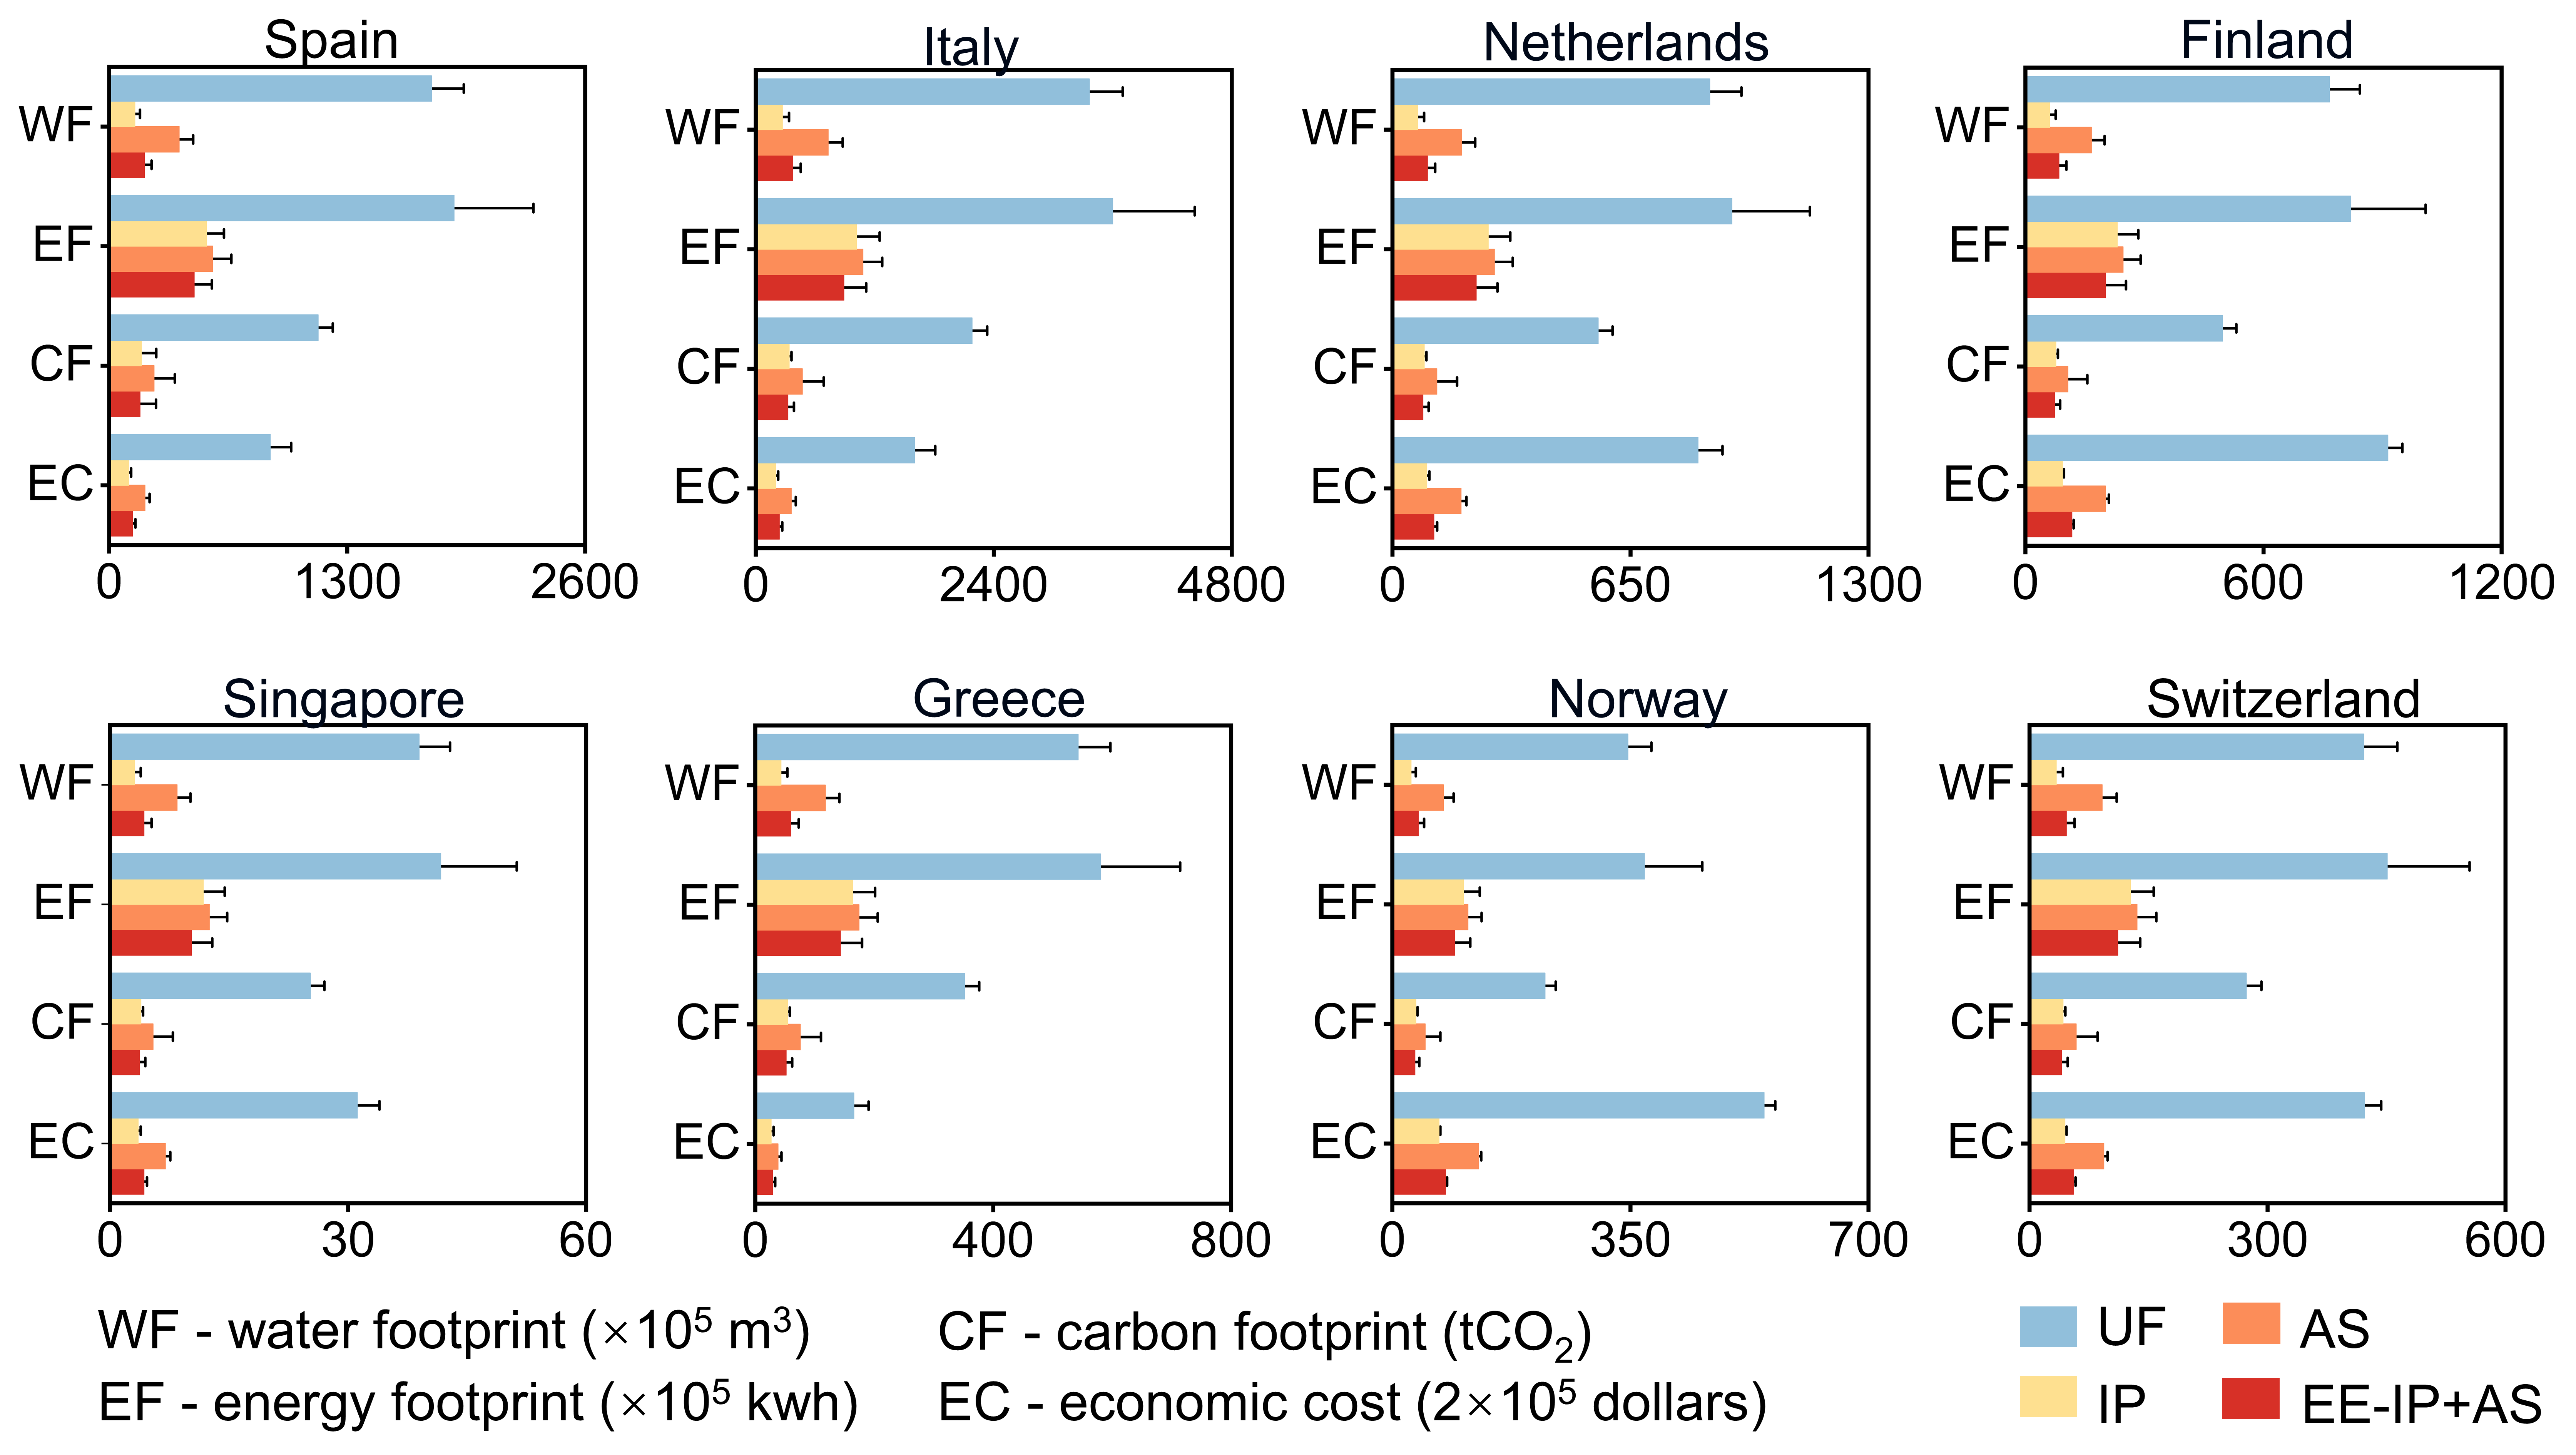 Spain
WF
EF
CF
EC
0 1300 2600
Italy
WF
EF
CF
EC
0 2400 4800
Netherlands
WF
EF
CF
EC
0 650 1300
Finland
WF
EF
CF
EC
0 600 1200
Singapore
WF
EF
CF
EC
0 30 60
Greece
WF
EF
CF
EC
0 400 800
Norway
WF
EF
CF
EC
0 350 700
Switzerland
WF
EF
CF
EC
0 300 600
WF - water footprint (×10⁵ m³)
EF - energy footprint (×10⁵ kwh)
CF - carbon footprint (tCO₂)
EC - economic cost (2×10⁵ dollars)
UF
AS
IP
EE-IP+AS